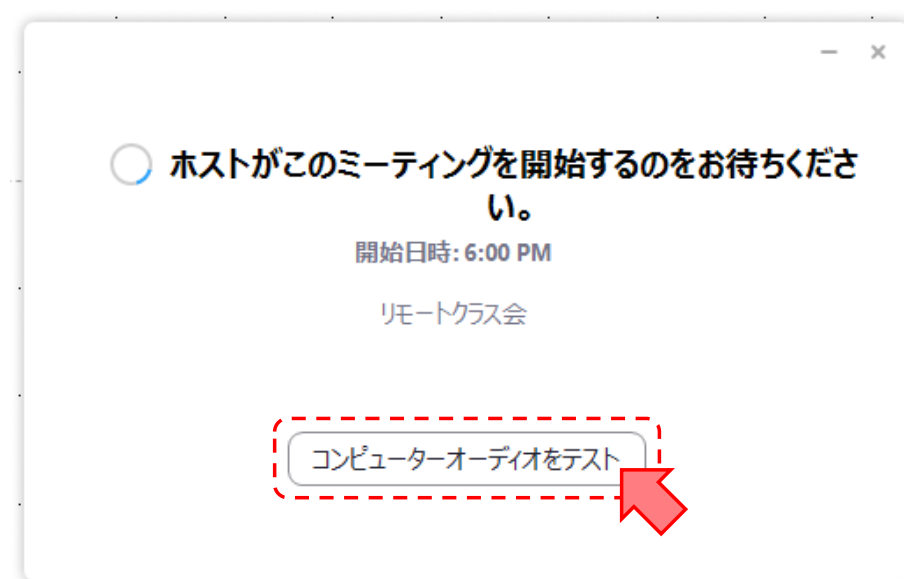 ホストがこのミーティングを開始するのをお待ちくださ
い。
開始日時: 6:00 PM
リモートクラス会
コンピューターオーディオをテスト